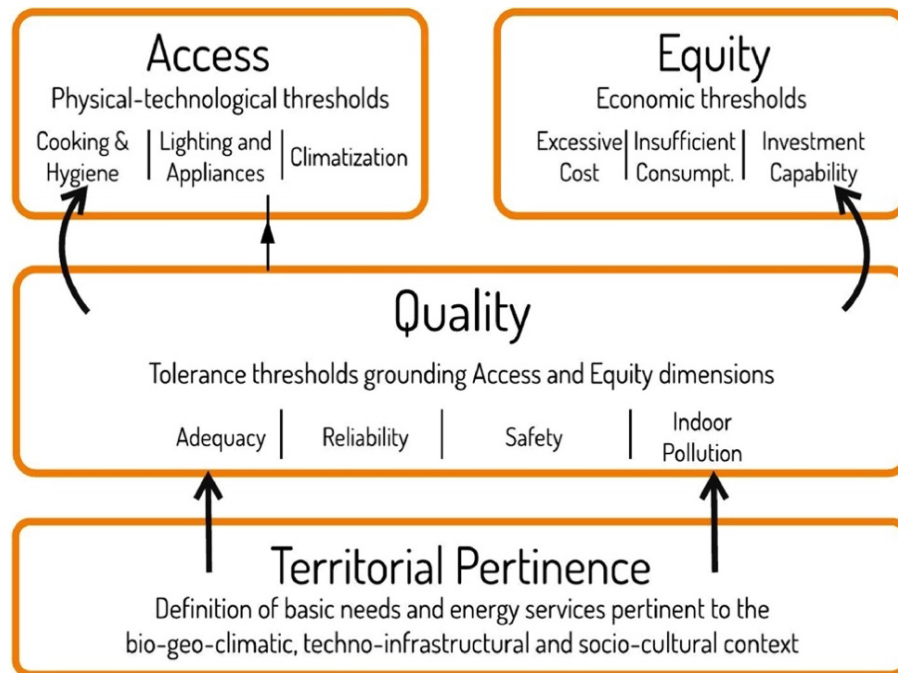 Access
Physical-technological thresholds
Cooking & Hygiene
Lighting and Appliances
Climatization
Equity
Economic thresholds
Excessive Cost
Insufficient Consumpt.
Investment Capability
Quality
Tolerance thresholds grounding Access and Equity dimensions
Adequacy
Reliability
Safety
Indoor Pollution
Territorial Pertinence
Definition of basic needs and energy services pertinent to the
bio-geo-climatic, techno-infrastructural and socio-cultural context